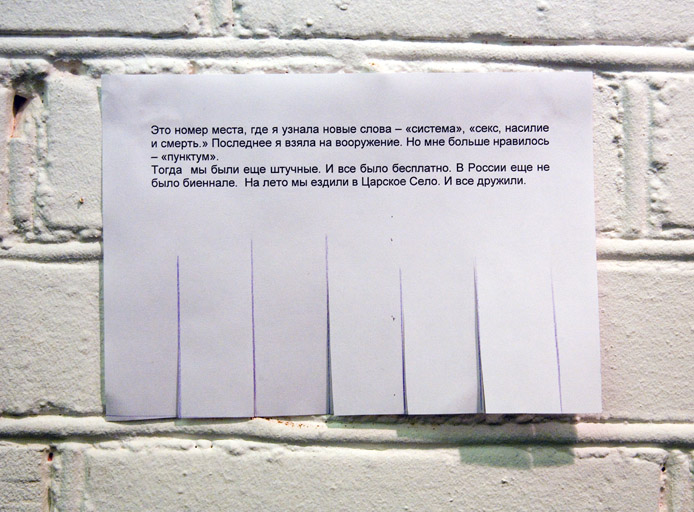 Это номер места, где я узнала новые слова – «система», «секс, насилие
и смерть.» Последнее я взяла на вооружение. Но мне больше нравилось
– «пунктум».
Тогда мы были еще штучные. И все было бесплатно. В России еще не
было биеннале. На лето мы ездили в Царское Село. И все дружили.